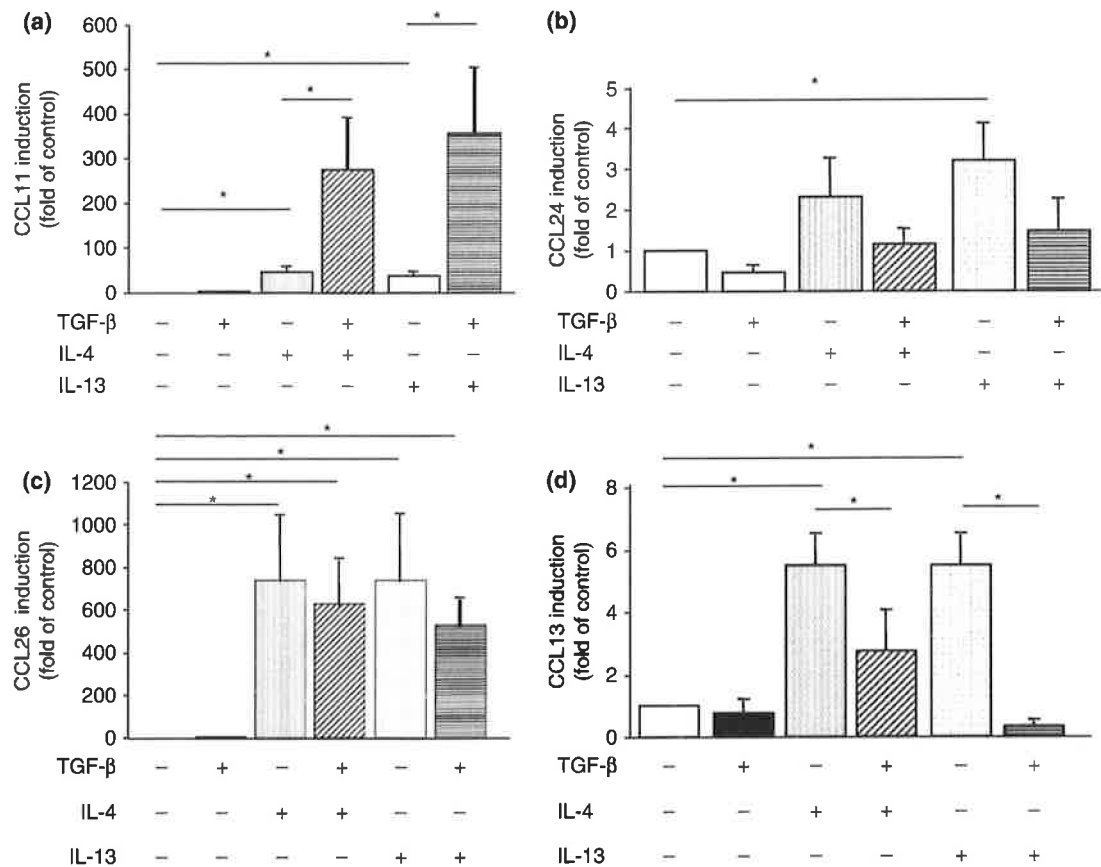 (a)
CCL11 induction
(fold of control)
600
500
400
300
200
100
0
*
*
*
*
TGF-β – + – + – +
IL-4 – – + + – –
IL-13 – – – – + +
(b)
CCL24 induction
(fold of control)
5
4
3
2
1
0
*
TGF-β – + – + – +
IL-4 – – + + – –
IL-13 – – – – + +
(c)
CCL26 induction
(fold of control)
1200
1000
800
600
400
200
0
*
*
*
*
TGF-β – + – + – +
IL-4 – – + + – –
IL-13 – – – – + +
(d)
CCL13 induction
(fold of control)
8
6
4
2
0
*
*
*
*
TGF-β – + – + – +
IL-4 – – + + – –
IL-13 – – – – + +